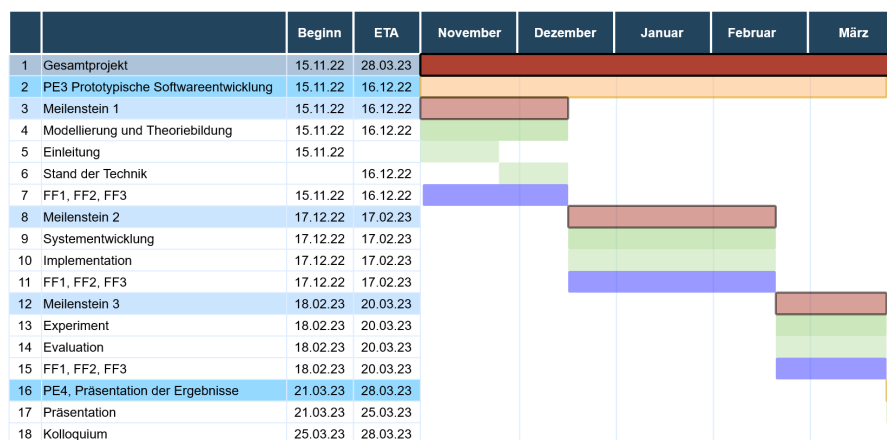 Beginn ETA November Dezember Januar Februar März
1 Gesamtprojekt 15.11.22 28.03.23
2 PE3 Prototypische Softwareentwicklung 15.11.22 16.12.22
3 Meilenstein 1 15.11.22 16.12.22
4 Modellierung und Theoriebildung 15.11.22 16.12.22
5 Einleitung 15.11.22
6 Stand der Technik 16.12.22
7 FF1, FF2, FF3 15.11.22 16.12.22
8 Meilenstein 2 17.12.22 17.02.23
9 Systementwicklung 17.12.22 17.02.23
10 Implementation 17.12.22 17.02.23
11 FF1, FF2, FF3 17.12.22 17.02.23
12 Meilenstein 3 18.02.23 20.03.23
13 Experiment 18.02.23 20.03.23
14 Evaluation 18.02.23 20.03.23
15 FF1, FF2, FF3 18.02.23 20.03.23
16 PE4, Präsentation der Ergebnisse 21.03.23 28.03.23
17 Präsentation 21.03.23 25.03.23
18 Kolloquium 25.03.23 28.03.23